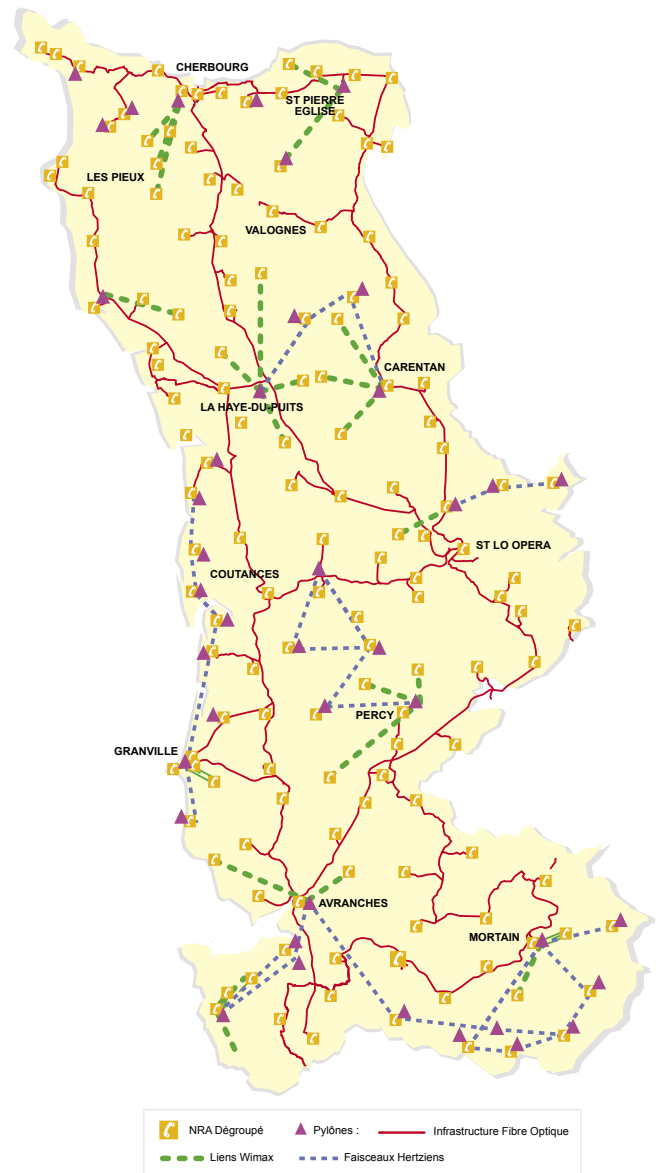 CHERBOURG
ST PIERRE
EGLISE
LES PIEUX
VALOGNES
CARENTAN
LA HAYE-DU-PUITS
ST LO OPERA
COUTANCES
PERCY
GRANVILLE
AVRANCHES
MORTAIN
NRA Dégroupé Pylônes : Infrastructure Fibre Optique
Liens Wimax Faisceaux Hertziens